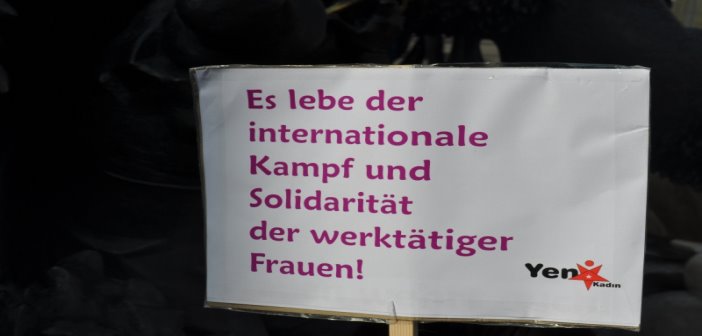 Es lebe der
internationale
Kampf und
Solidarität
der werktätiger
Frauen!
Yeni
Kadın